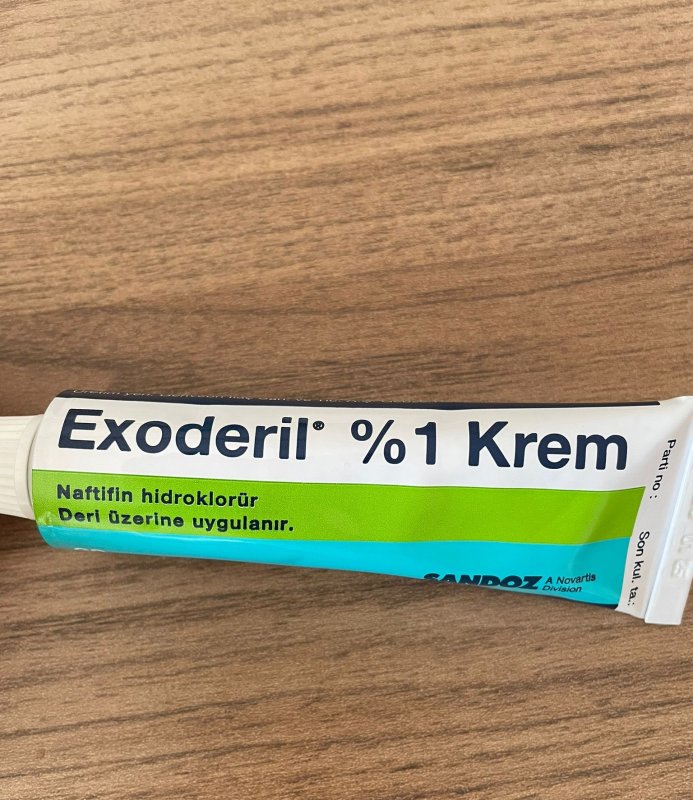 Exoderil® %1 Krem
Naftifin hidroklorür
Deri üzerine uygulanır.
SANDOZ A Novartis
Division
Parti no :
Son kul. ta.: